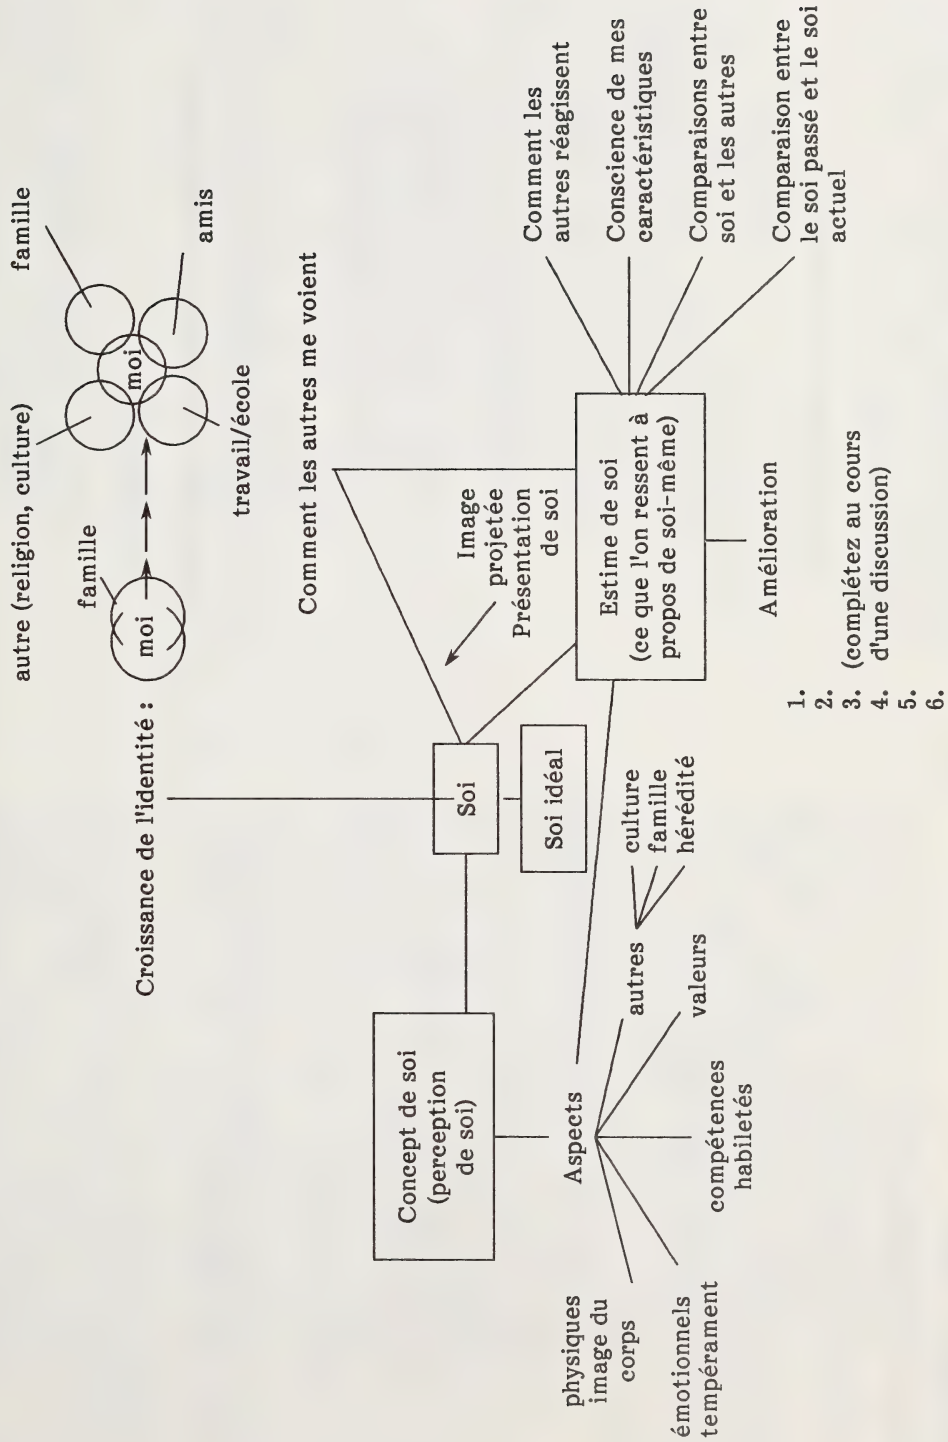 autre (religion, culture)
famille
famille
moi
moi
amis
travail/école
Croissance de l'identité :
Comment les autres me voient
Image
projetée
Présentation
de soi
Soi
Soi idéal
Concept de soi
(perception
de soi)
Estime de soi
(ce que l'on ressent à
propos de soi-même)
Comment les
autres réagissent
Conscience de mes
caractéristiques
Comparaisons entre
soi et les autres
Comparaison entre
le soi passé et le soi
actuel
Aspects
physiques
image du
corps
émotionnels
tempérament
compétences
habiletés
valeurs
autres
culture
famille
hérédité
Amélioration
1.
2.
3. (complétez au cours
4. d'une discussion)
5.
6.